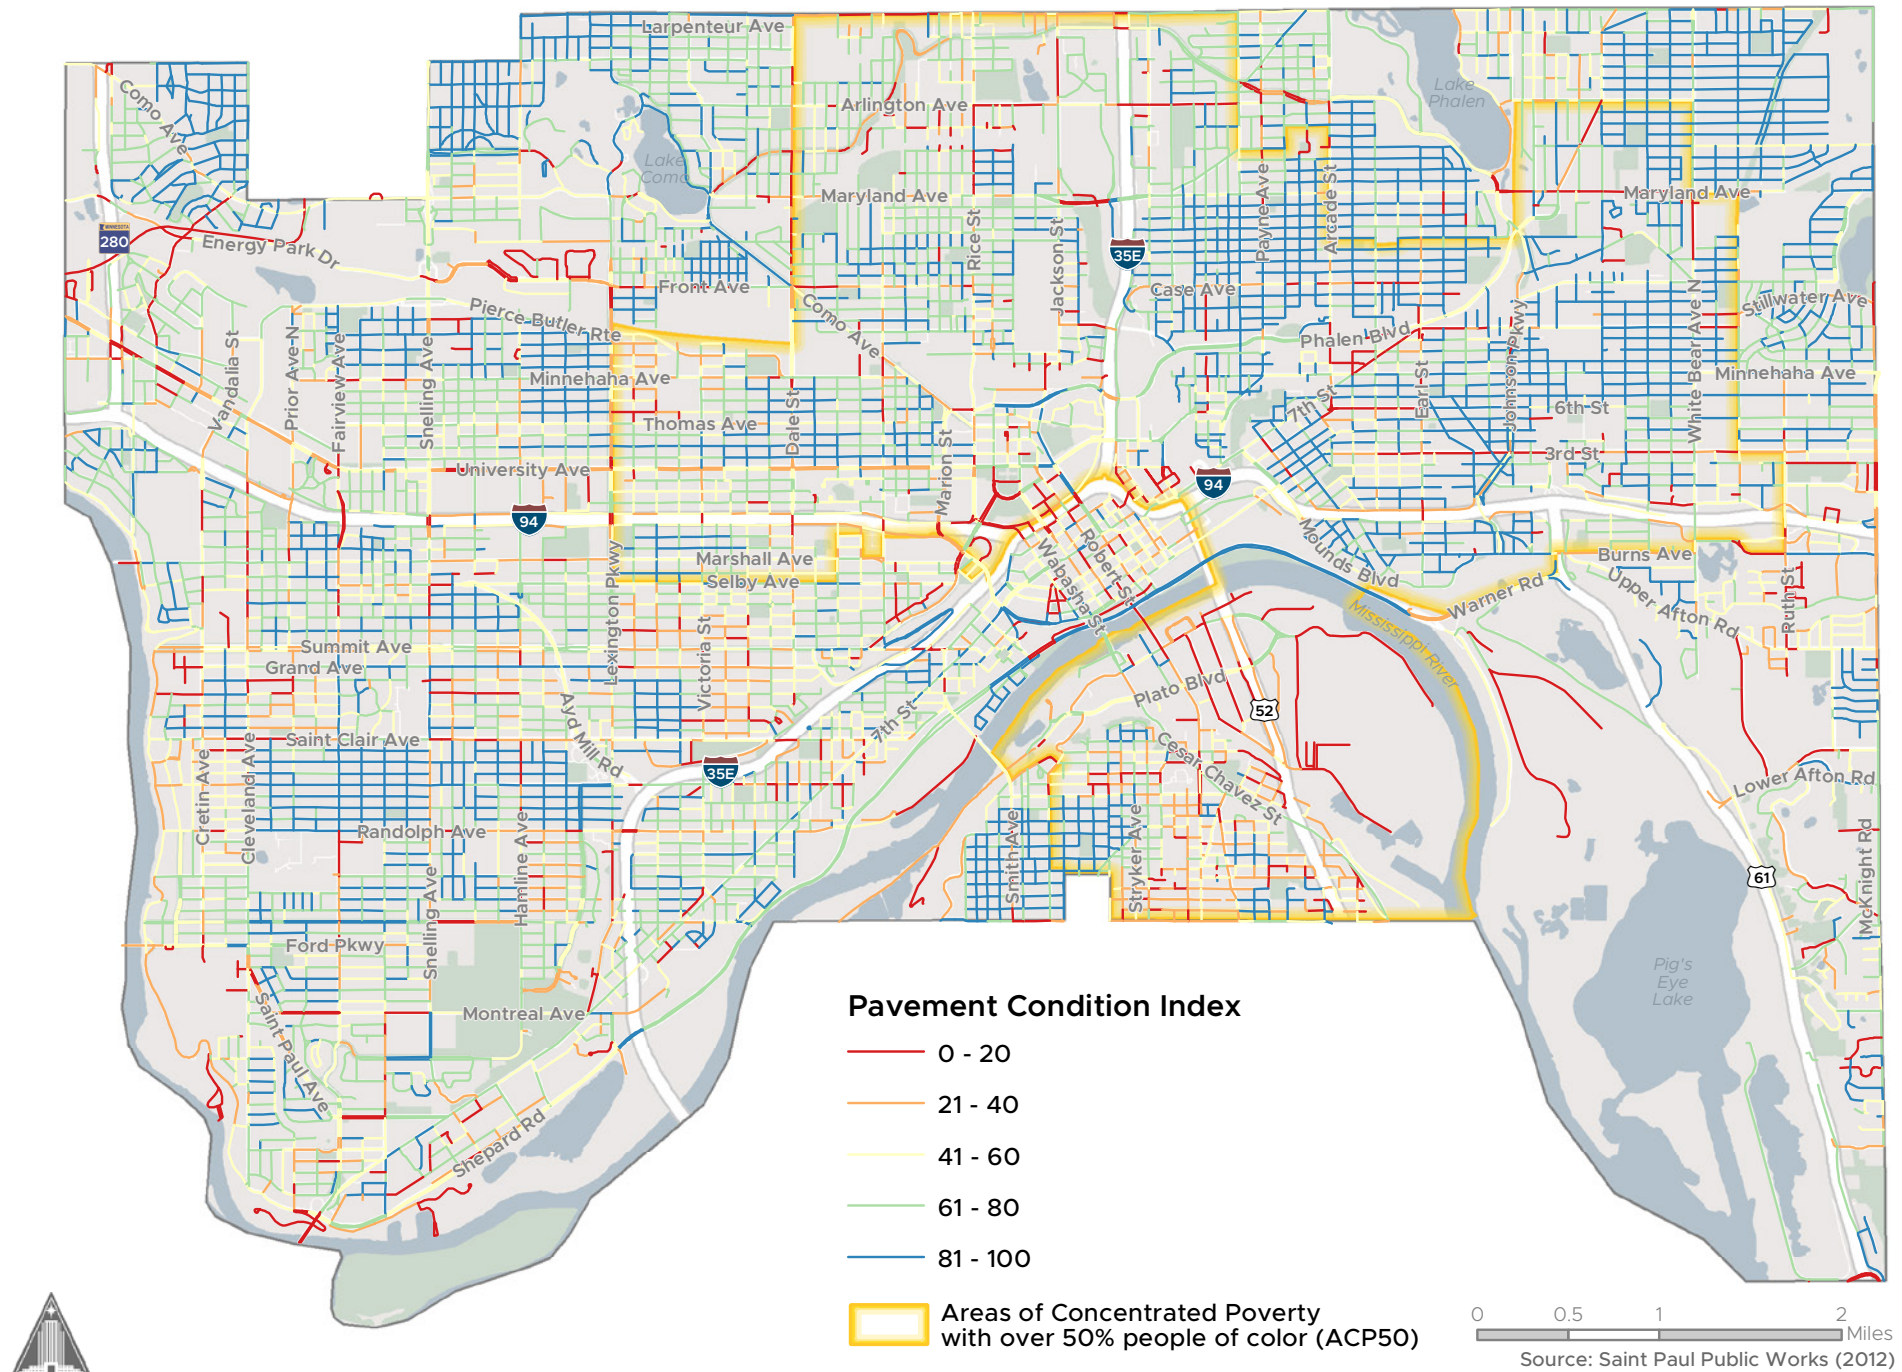 Larpenteur Ave
Como Ave
Arlington Ave
Lake
Phalen
Lake
Como
Maryland Ave
Maryland Ave
MINNESOTA
280
Energy Park Dr
Rice St
Jackson St
35E
Payne Ave
Arcade St
Front Ave
Case Ave
Como Ave
Stillwater Ave
Pierce Butler Rte
Phalen Blvd
Vandalia St
Prior Ave N
Fairview Ave
Snelling Ave
Minnehaha Ave
Earl St
Johnson Pkwy
White Bear Ave N
Minnehaha Ave
Thomas Ave
Dale St
7th St
6th St
3rd St
University Ave
Marion St
94
94
Marshall Ave
Selby Ave
Lexington Pkwy
Wabasha St
Robert St
Mounds Blvd
Burns Ave
Warner Rd
Upper Afton Rd
Ruth St
Mississippi River
Summit Ave
Grand Ave
Victoria St
Ayd Mill Rd
Plato Blvd
52
7th St
Saint Clair Ave
35E
Cesar Chavez St
Lower Afton Rd
Cretin Ave
Cleveland Ave
Randolph Ave
Hamline Ave
Snelling Ave
Smith Ave
Stryker Ave
61
McKnight Rd
Ford Pkwy
Pig's
Eye
Lake
Saint Paul Ave
Montreal Ave
Shepard Rd
Pavement Condition Index
0 - 20
21 - 40
41 - 60
61 - 80
81 - 100
Areas of Concentrated Poverty
with over 50% people of color (ACP50)
0 0.5 1 2
Miles
Source: Saint Paul Public Works (2012)